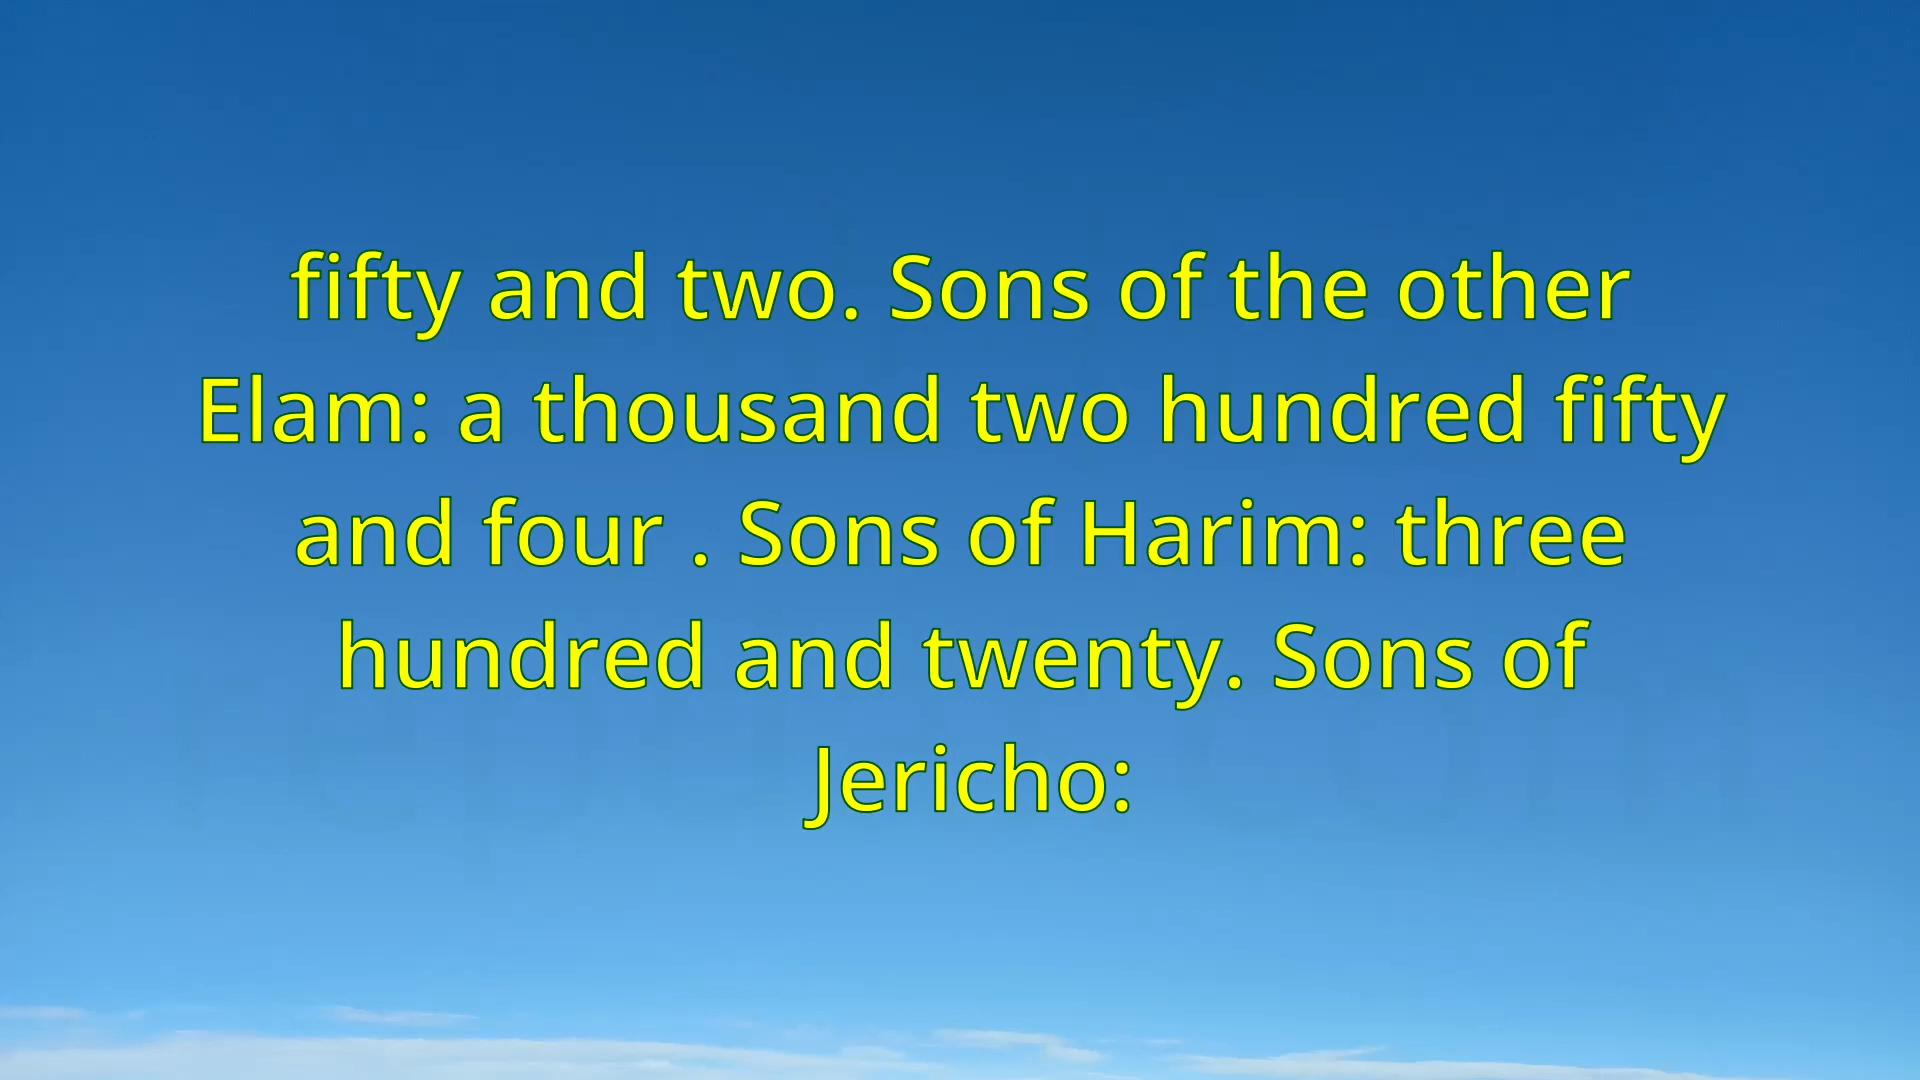 fifty and two. Sons of the other
Elam: a thousand two hundred fifty
and four . Sons of Harim: three
hundred and twenty. Sons of
Jericho: